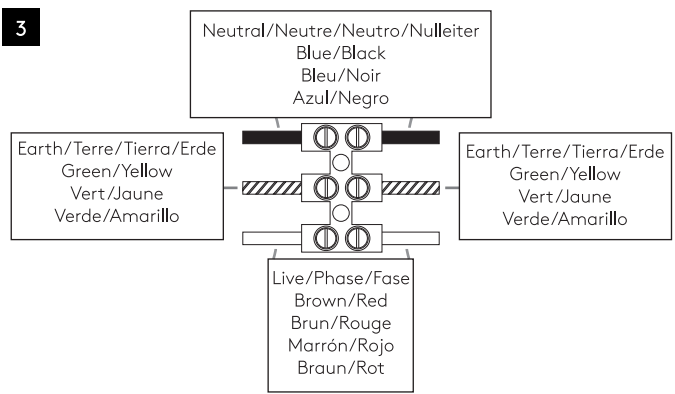 3
Neutral/Neutre/Neutro/Nulleiter
Blue/Black
Bleu/Noir
Azul/Negro
Earth/Terre/Tierra/Erde
Green/Yellow
Vert/Jaune
Verde/Amarillo
Earth/Terre/Tierra/Erde
Green/Yellow
Vert/Jaune
Verde/Amarillo
Live/Phase/Fase
Brown/Red
Brun/Rouge
Marrón/Rojo
Braun/Rot